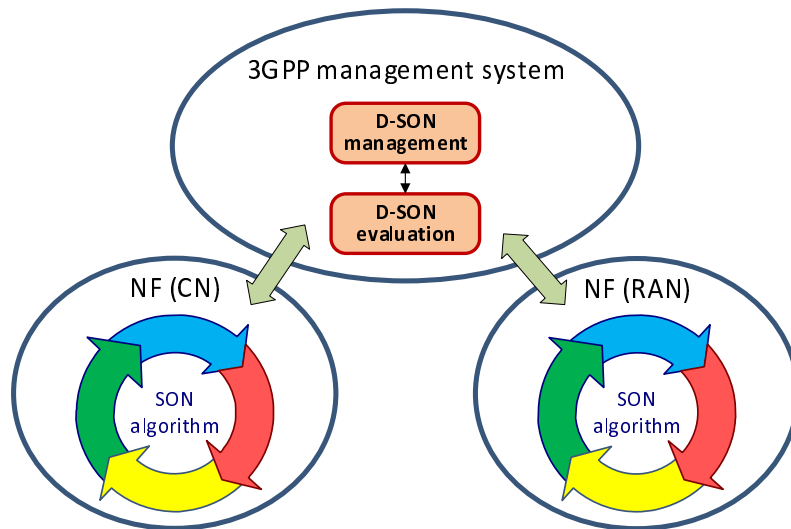 3GPP management system
D-SON
management
D-SON
evaluation
NF (CN)
SON
algorithm
NF (RAN)
SON
algorithm